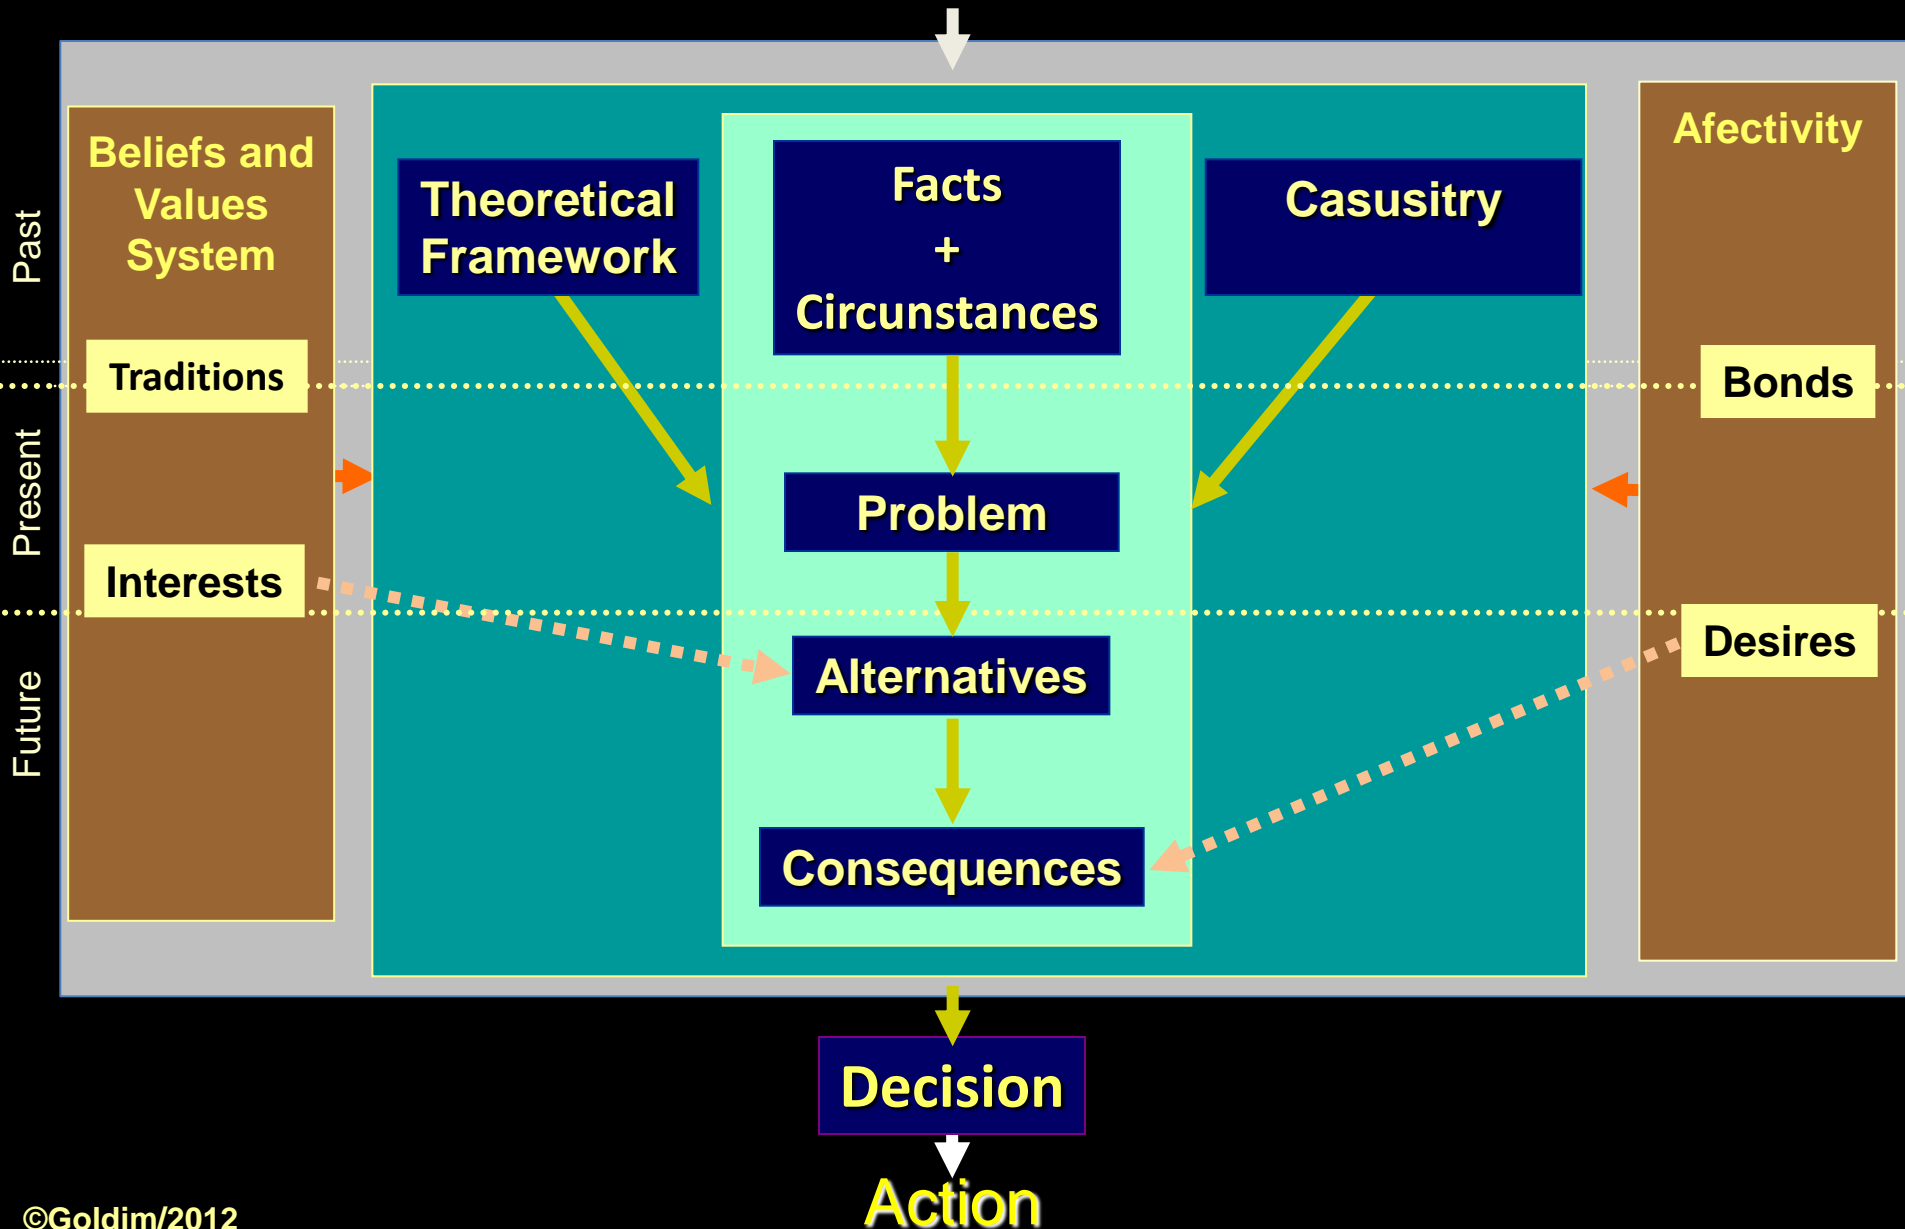 Past
Present
Future
Beliefs and
Values
System
Traditions
Interests
Theoretical
Framework
Facts
+
Circunstances
Casusitry
Problem
Alternatives
Consequences
Afectivity
Bonds
Desires
Decision
Action
©Goldim/2012